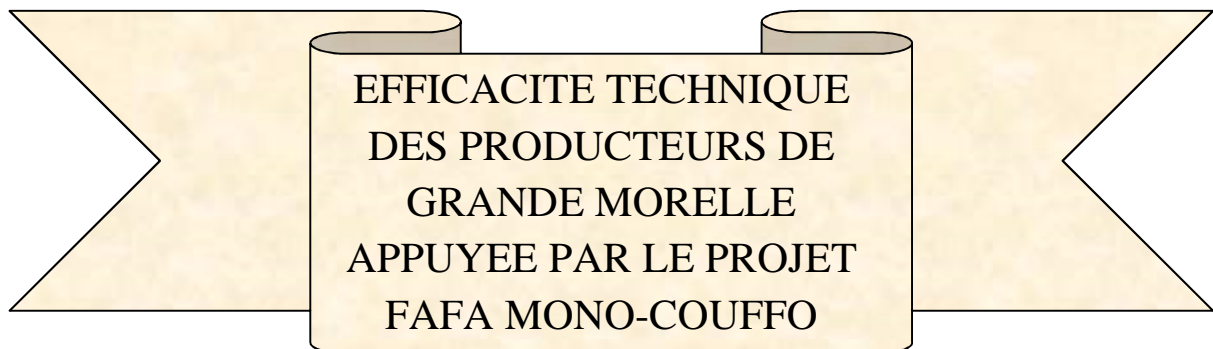 EFFICACITE TECHNIQUE
DES PRODUCTEURS DE
GRANDE MORELLE
APPUYEE PAR LE PROJET
FAFA MONO-COUFFO